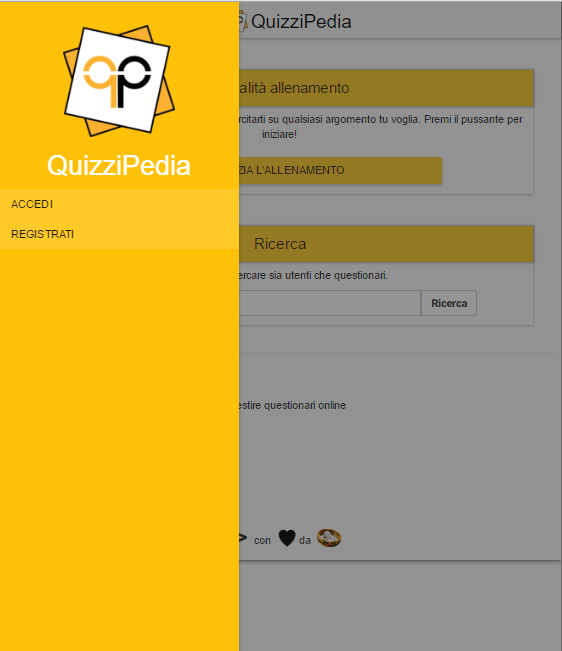 QuizziPedia
ACCEDI
REGISTRATI
QuizziPedia
alità allenamento
rcitarti su qualsiasi argomento tu voglia. Premi il pussante per
iniziare!
ZIA L'ALLENAMENTO
Ricerca
ercare sia utenti che questionari.
Ricerca
estire questionari online
con da